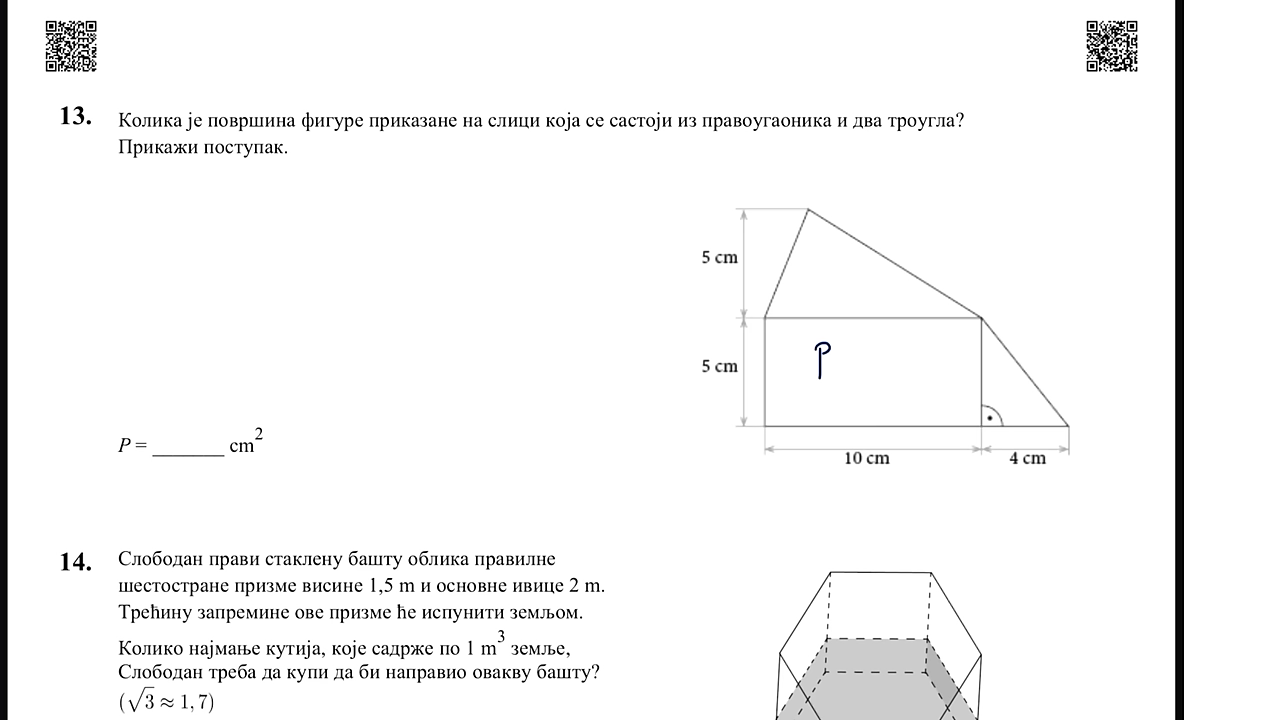 13. Колика је површина фигуре приказане на слици која се састоји из правоугаоника и два троугла?
Прикажи поступак.
5 cm
5 cm
P
10 cm
4 cm
P = _______ cm²
14. Слободан прави стаклену башту облика правилне
шестостране призме висине 1,5 m и основне ивице 2 m.
Трећину запремине ове призме ће испунити земљом.
Колико најмање кутија, које садрже по 1 m³ земље,
Слободан треба да купи да би направио овакву башту?
(√3 ≈ 1, 7)